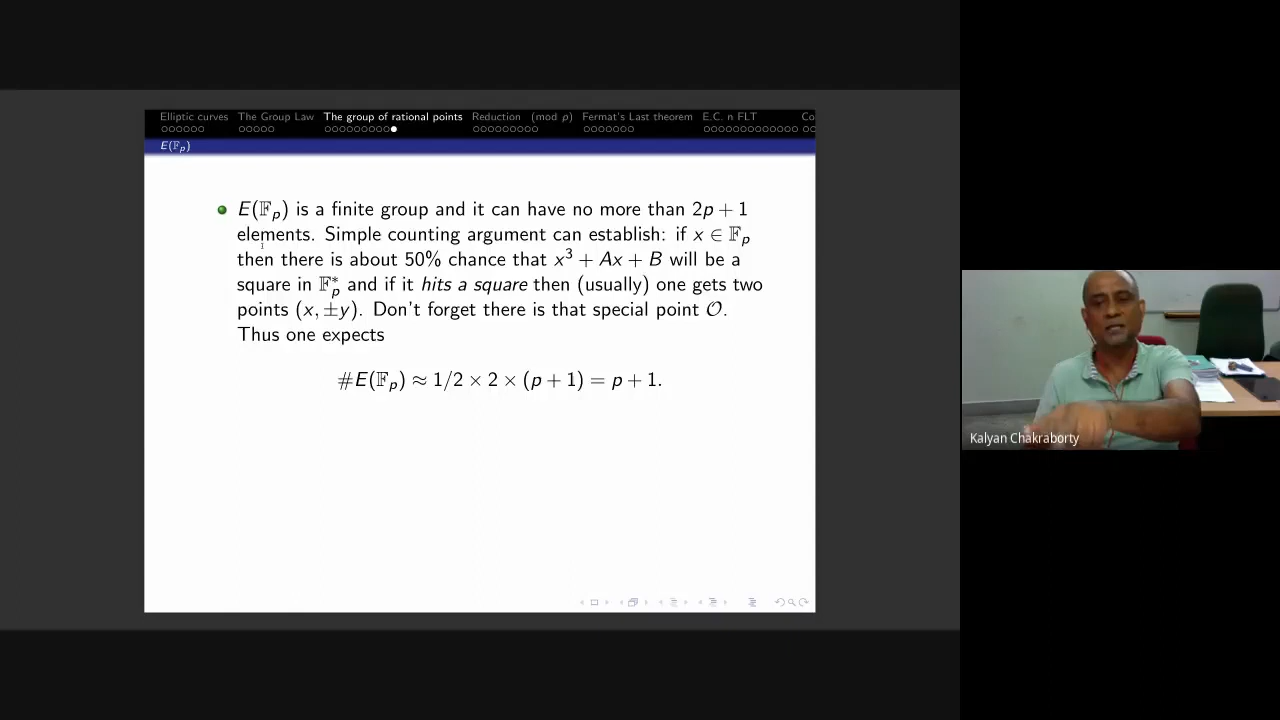 Elliptic curves The Group Law The group of rational points Reduction (mod p) Fermat's Last theorem E.C. n FLT Co
E(𝔽p)
E(𝔽p) is a finite group and it can have no more than 2p + 1
elements. Simple counting argument can establish: if x ∈ 𝔽p
then there is about 50% chance that x³ + Ax + B will be a
square in 𝔽*p and if it hits a square then (usually) one gets two
points (x, ±y). Don't forget there is that special point 𝒪.
Thus one expects
#E(𝔽p) ≈ 1/2 × 2 × (p + 1) = p + 1.
Kalyan Chakraborty